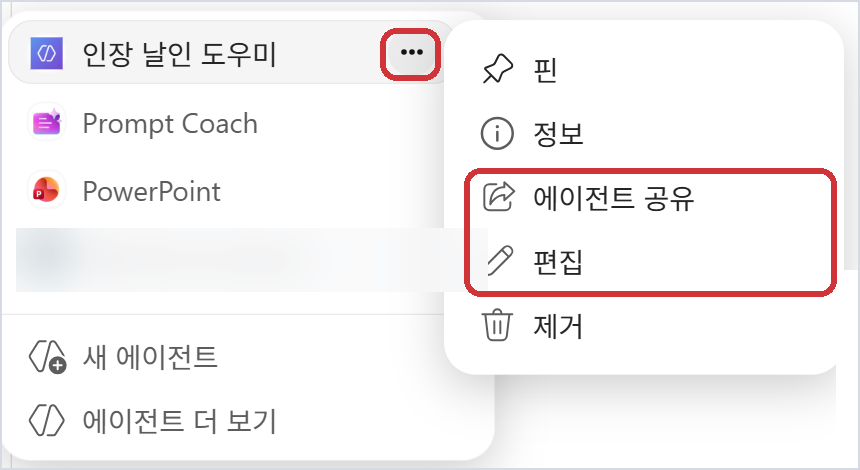 인장 날인 도우미
Prompt Coach
PowerPoint
새 에이전트
에이전트 더 보기
핀
정보
에이전트 공유
편집
제거